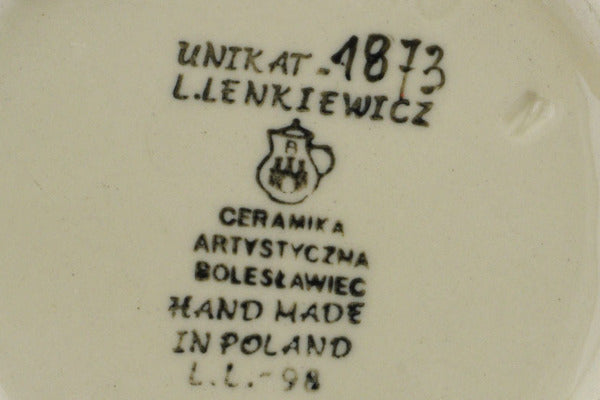 UNIKAT - 1873
L.LENKIEWICZ
B
CERAMIKA
ARTYSTYCZNA
BOLESŁAWIEC
HAND MADE
IN POLAND
L.L.-98